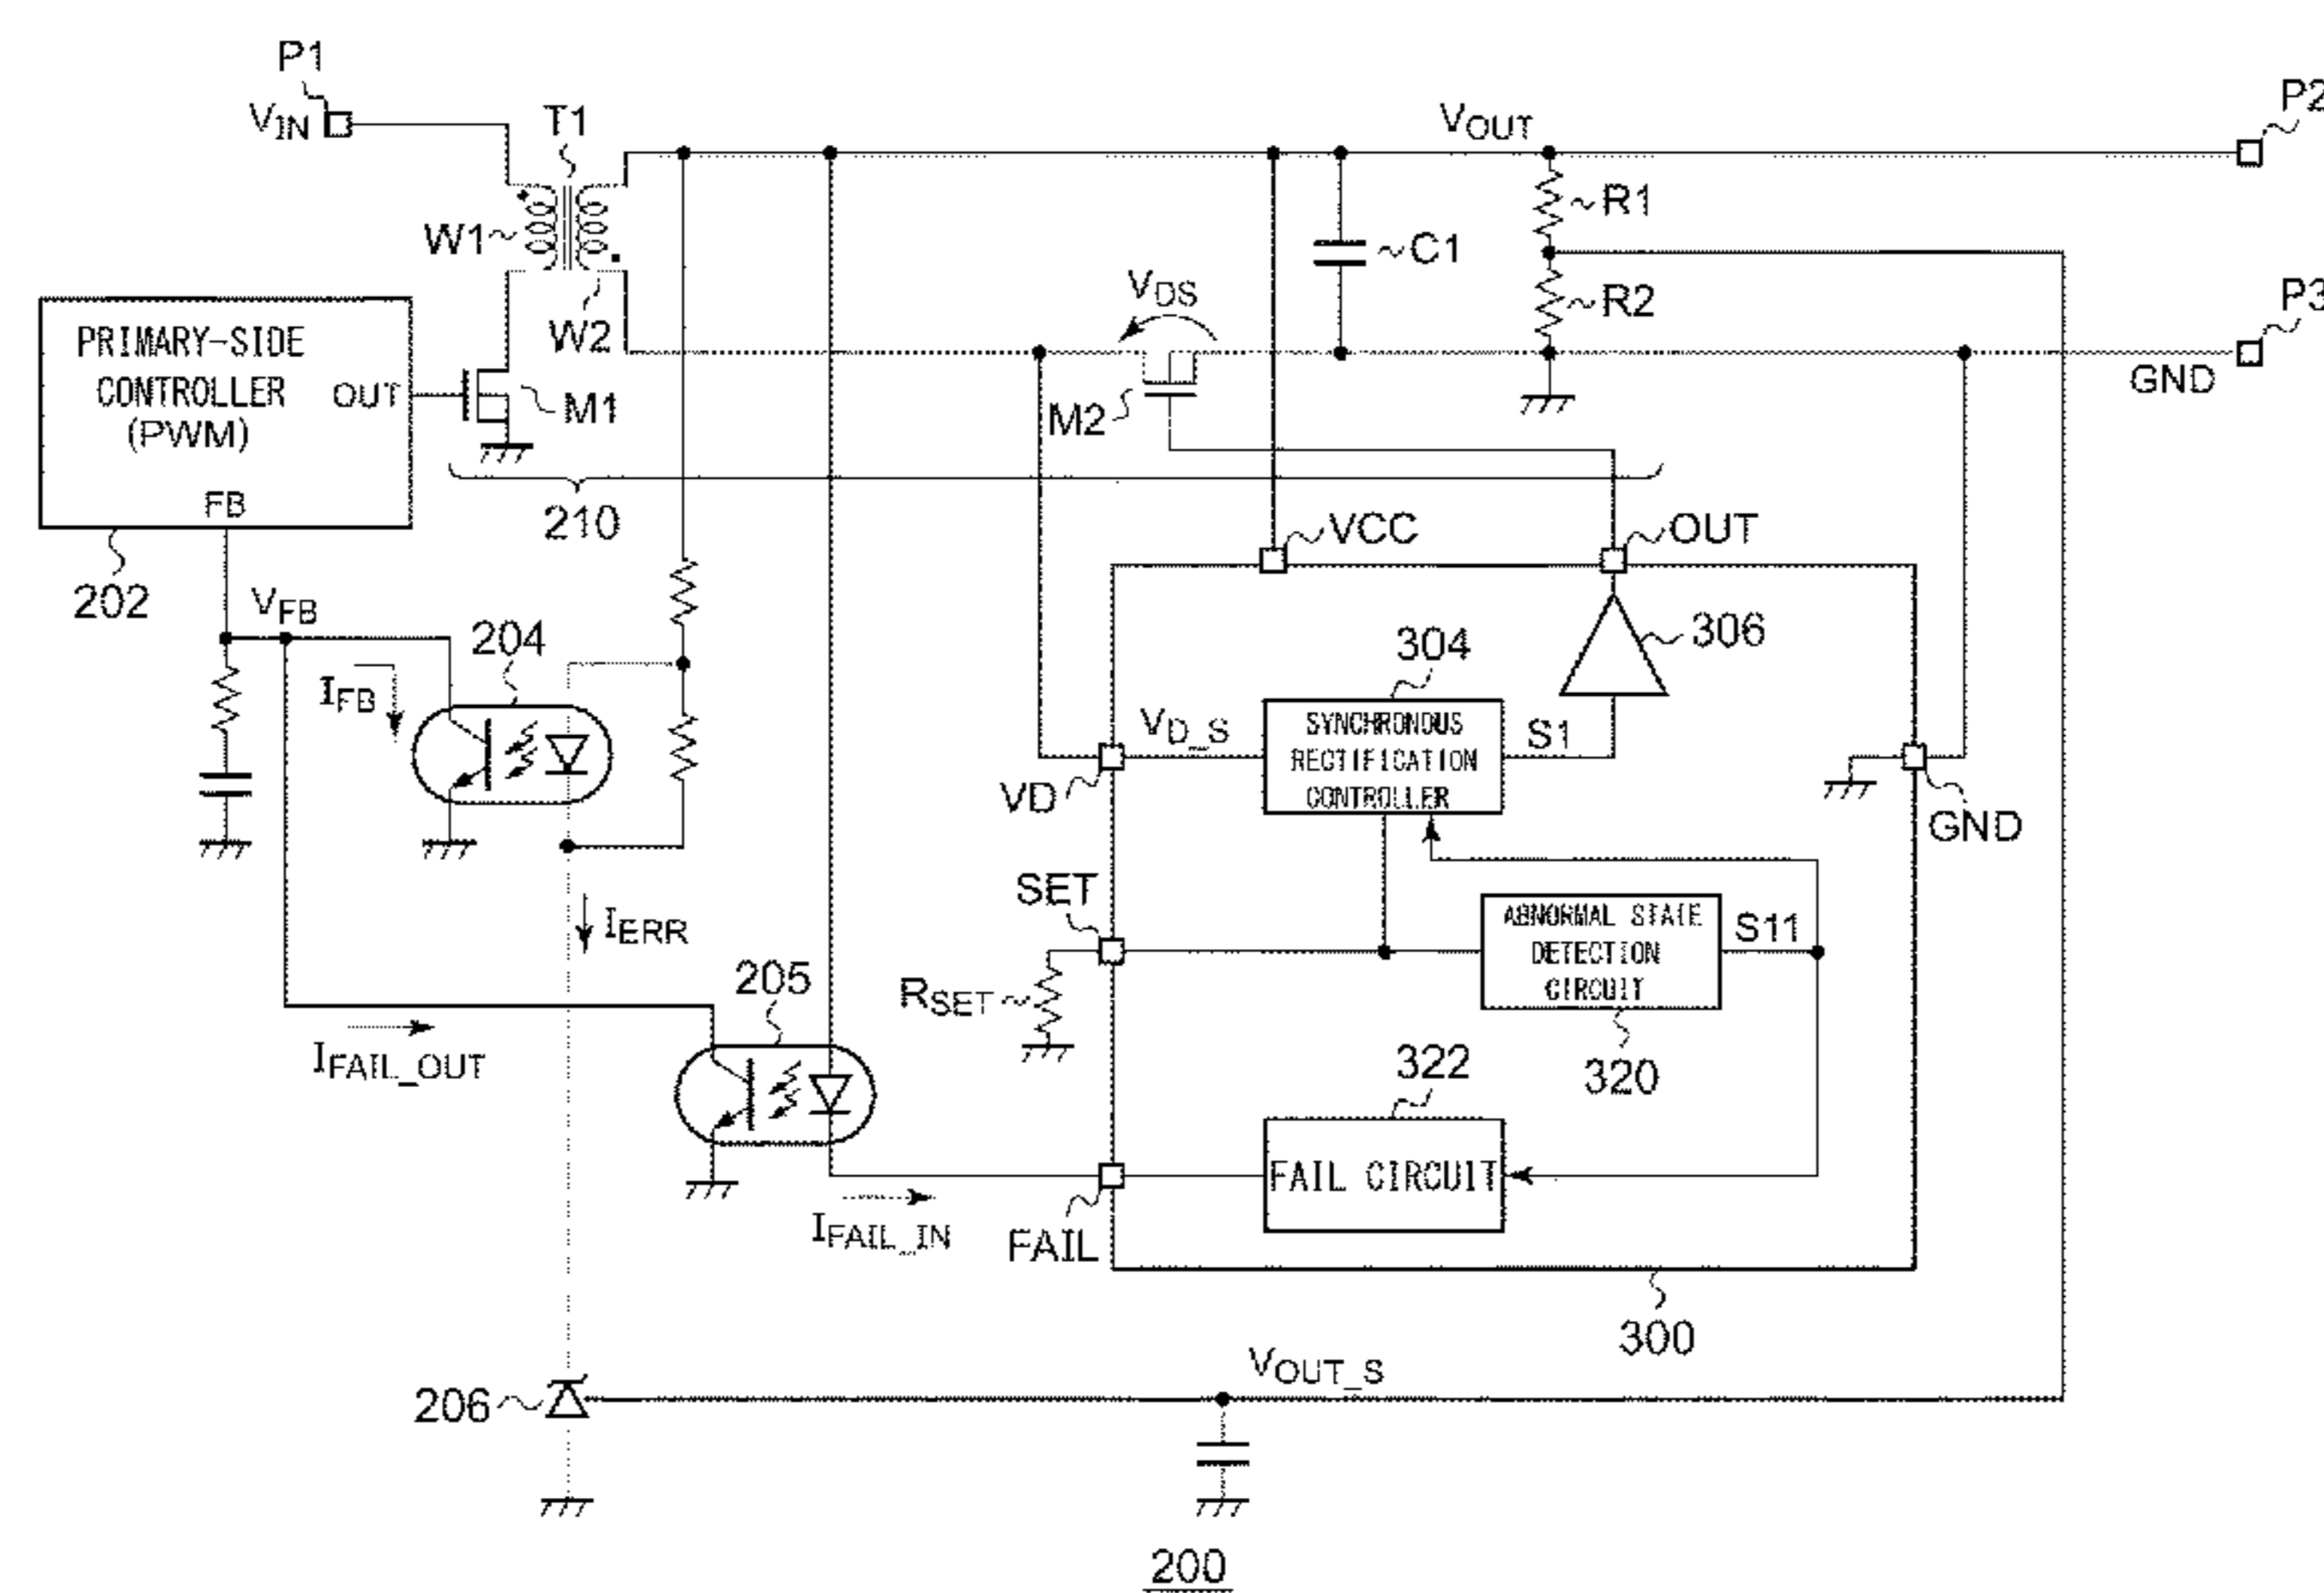 P1
VIN
T1
VOUT
P2
W1
R1
C1
VDS
R2
P3
W2
PRIMARY-SIDE
CONTROLLER
(PWM)
OUT
M1
M2
GND
FB
210
VCC
OUT
202
VFB
204
304
306
IFB
VD_S
SYNCHRONOUS
RECTIFICATION
CONTROLLER
S1
VD
GND
SET
ABNORMAL STATE
DETECTION
CIRCUIT
S11
IERR
205
RSET
IFAIL_OUT
322
320
FAIL CIRCUIT
IFAIL_IN
FAIL
300
VOUT_S
206
200